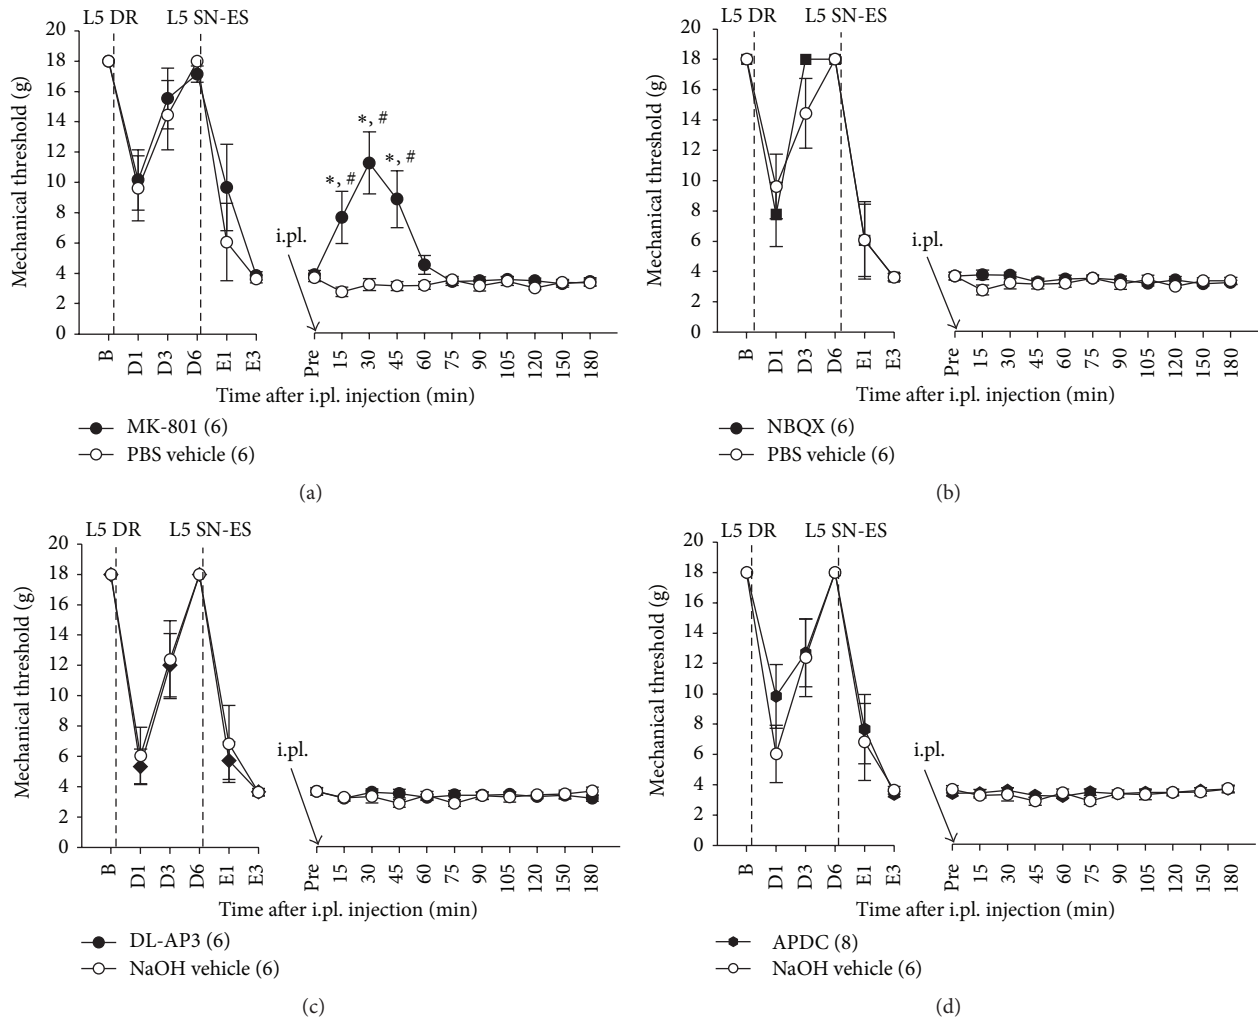 L5 DR L5 SN-ES
Mechanical threshold (g)
20
18
16
14
12
10
8
6
4
2
0
*, #
*, #
*, #
i.pl.
B D1 D3 D6 E1 E3 Pre 15 30 45 60 75 90 105 120 150 180
Time after i.pl. injection (min)
MK-801 (6)
PBS vehicle (6)
(a)
L5 DR L5 SN-ES
Mechanical threshold (g)
20
18
16
14
12
10
8
6
4
2
0
i.pl.
B D1 D3 D6 E1 E3 Pre 15 30 45 60 75 90 105 120 150 180
Time after i.pl. injection (min)
NBQX (6)
PBS vehicle (6)
(b)
L5 DR L5 SN-ES
Mechanical threshold (g)
20
18
16
14
12
10
8
6
4
2
0
i.pl.
B D1 D3 D6 E1 E3 Pre 15 30 45 60 75 90 105 120 150 180
Time after i.pl. injection (min)
DL-AP3 (6)
NaOH vehicle (6)
(c)
L5 DR L5 SN-ES
Mechanical threshold (g)
20
18
16
14
12
10
8
6
4
2
0
i.pl.
B D1 D3 D6 E1 E3 Pre 15 30 45 60 75 90 105 120 150 180
Time after i.pl. injection (min)
APDC (8)
NaOH vehicle (6)
(d)